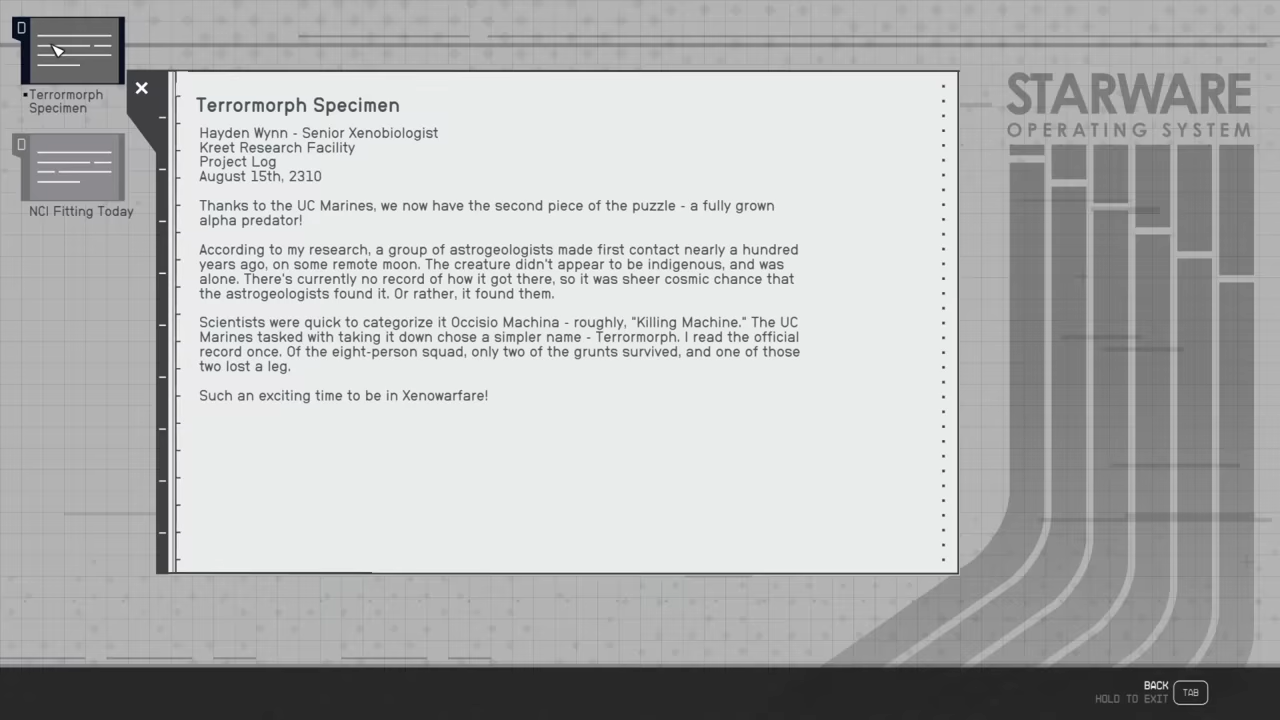 D
Terrormorph
Specimen
D
NCI Fitting Today
Terrormorph Specimen
Hayden Wynn - Senior Xenobiologist
Kreet Research Facility
Project Log
August 15th, 2310
Thanks to the UC Marines, we now have the second piece of the puzzle - a fully grown
alpha predator!
According to my research, a group of astrogeologists made first contact nearly a hundred
years ago, on some remote moon. The creature didn't appear to be indigenous, and was
alone. There's currently no record of how it got there, so it was sheer cosmic chance that
the astrogeologists found it. Or rather, it found them.
Scientists were quick to categorize it Occisio Machina - roughly, "Killing Machine." The UC
Marines tasked with taking it down chose a simpler name - Terrormorph. I read the official
record once. Of the eight-person squad, only two of the grunts survived, and one of those
two lost a leg.
Such an exciting time to be in Xenowarfare!
STARWARE
OPERATING SYSTEM
BACK
HOLD TO EXIT
TAB